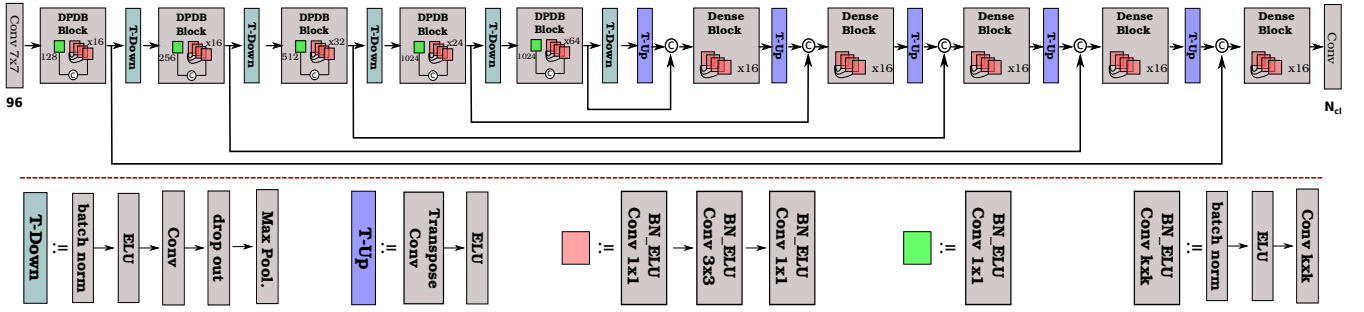 Conv 7x7
96
DPDB
Block
x16
128
C
T-Down
DPDB
Block
x16
256
C
T-Down
DPDB
Block
x32
512
C
T-Down
DPDB
Block
x24
1024
C
T-Down
DPDB
Block
x64
1024
C
T-Down
T-Up
C
Dense
Block
x16
T-Up
C
Dense
Block
x16
T-Up
C
Dense
Block
x16
T-Up
C
Dense
Block
x16
T-Up
C
Dense
Block
x16
Conv
Ncl
T-Down
:=
batch norm
ELU
Conv
drop out
Max Pool.
T-Up
:=
Transpose
Conv
ELU
:=
BN_ELU
Conv 1x1
BN_ELU
Conv 3x3
BN_ELU
Conv 1x1
:=
BN_ELU
Conv 1x1
BN_ELU
Conv kxk
:=
batch norm
ELU
Conv kxk